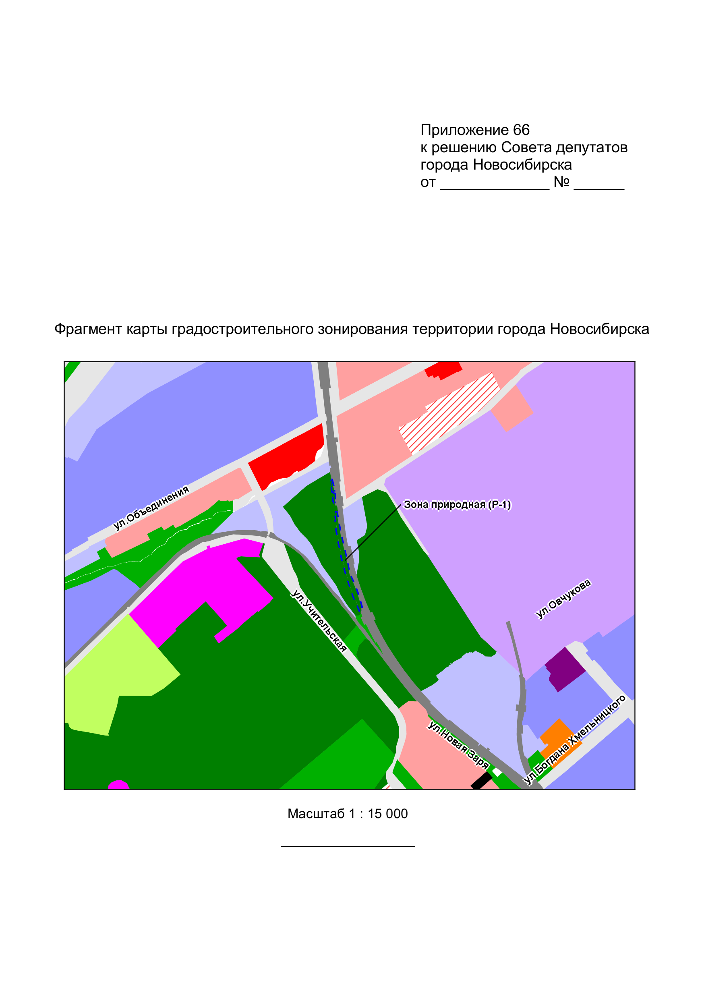 Приложение 66
к решению Совета депутатов
города Новосибирска
от _____________ № ______
Фрагмент карты градостроительного зонирования территории города Новосибирска
ул.Объединения
Зона природная (Р-1)
ул.Овчукова
ул.Учительская
ул.Богдана Хмельницкого
ул.Новая Заря
Масштаб 1 : 15 000